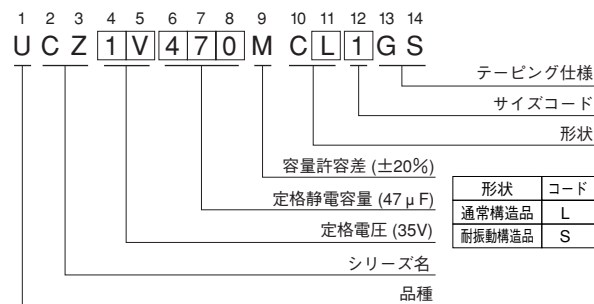 1 2 3 4 5 6 7 8 9 10 11 12 13 14
U C Z 1 V 4 7 0 M C L 1 G S
テーピング仕様
サイズコード
形状
容量許容差 (±20%)
定格静電容量 (47 μ F)
定格電圧 (35V)
シリーズ名
品種
形状 コード
通常構造品 L
耐振動構造品 S